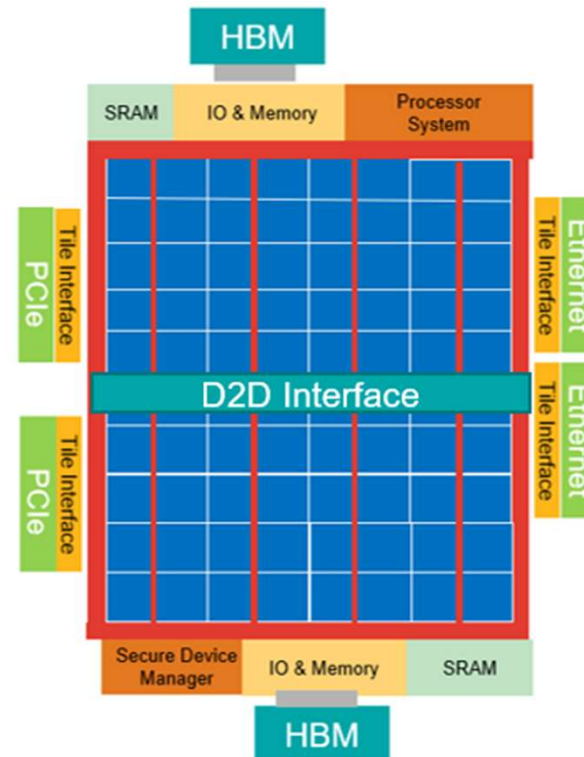 HBM
SRAM
IO & Memory
Processor
System
PCIe
Tile Interface
Tile Interface
Ethernet
D2D Interface
PCIe
Tile Interface
Tile Interface
Ethernet
Secure Device
Manager
IO & Memory
SRAM
HBM